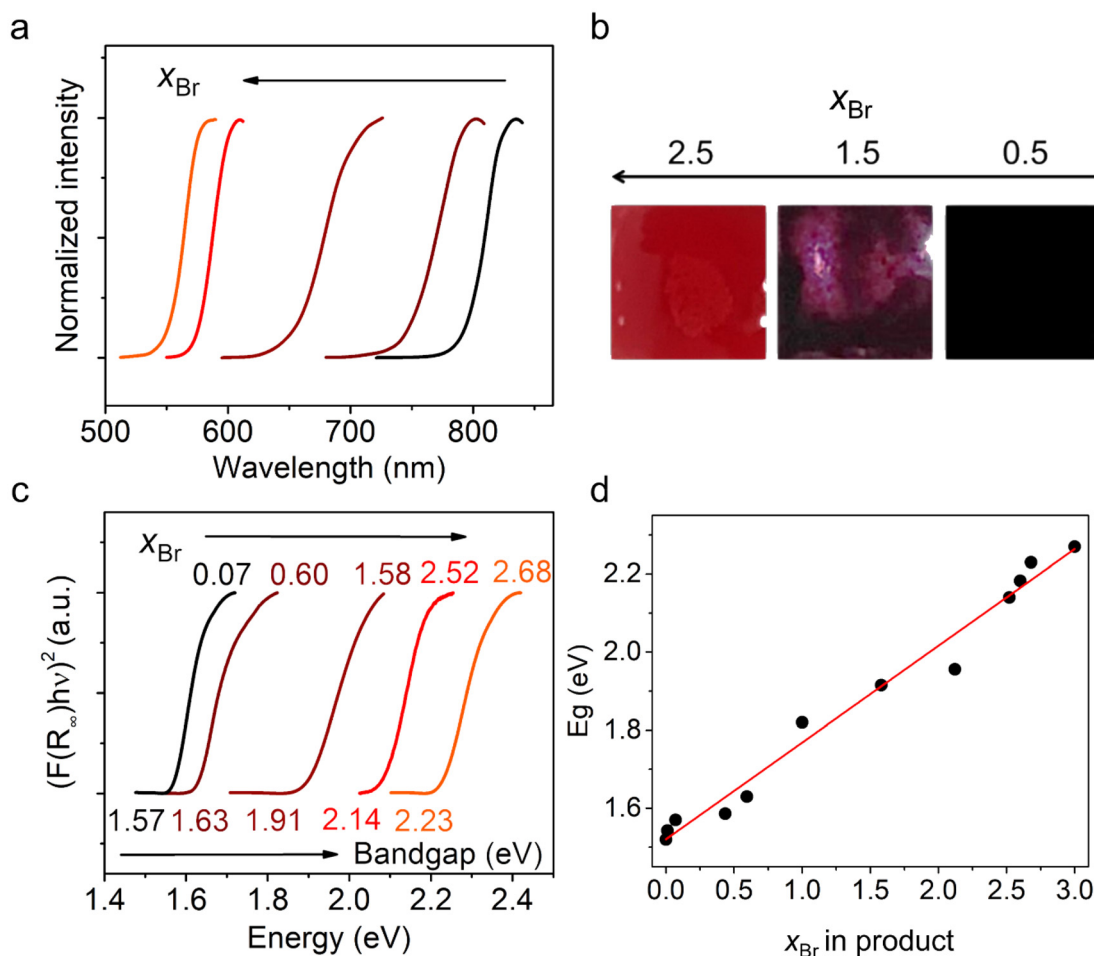 a
x_Br
Normalized intensity
500 600 700 800
Wavelength (nm)
b
x_Br
2.5 1.5 0.5
c
x_Br
0.07 0.60 1.58 2.52 2.68
(F(R_∞)hν)² (a.u.)
1.57 1.63 1.91 2.14 2.23
Bandgap (eV)
1.4 1.6 1.8 2.0 2.2 2.4
Energy (eV)
d
Eg (eV)
2.2
2.0
1.8
1.6
0.0 0.5 1.0 1.5 2.0 2.5 3.0
x_Br in product